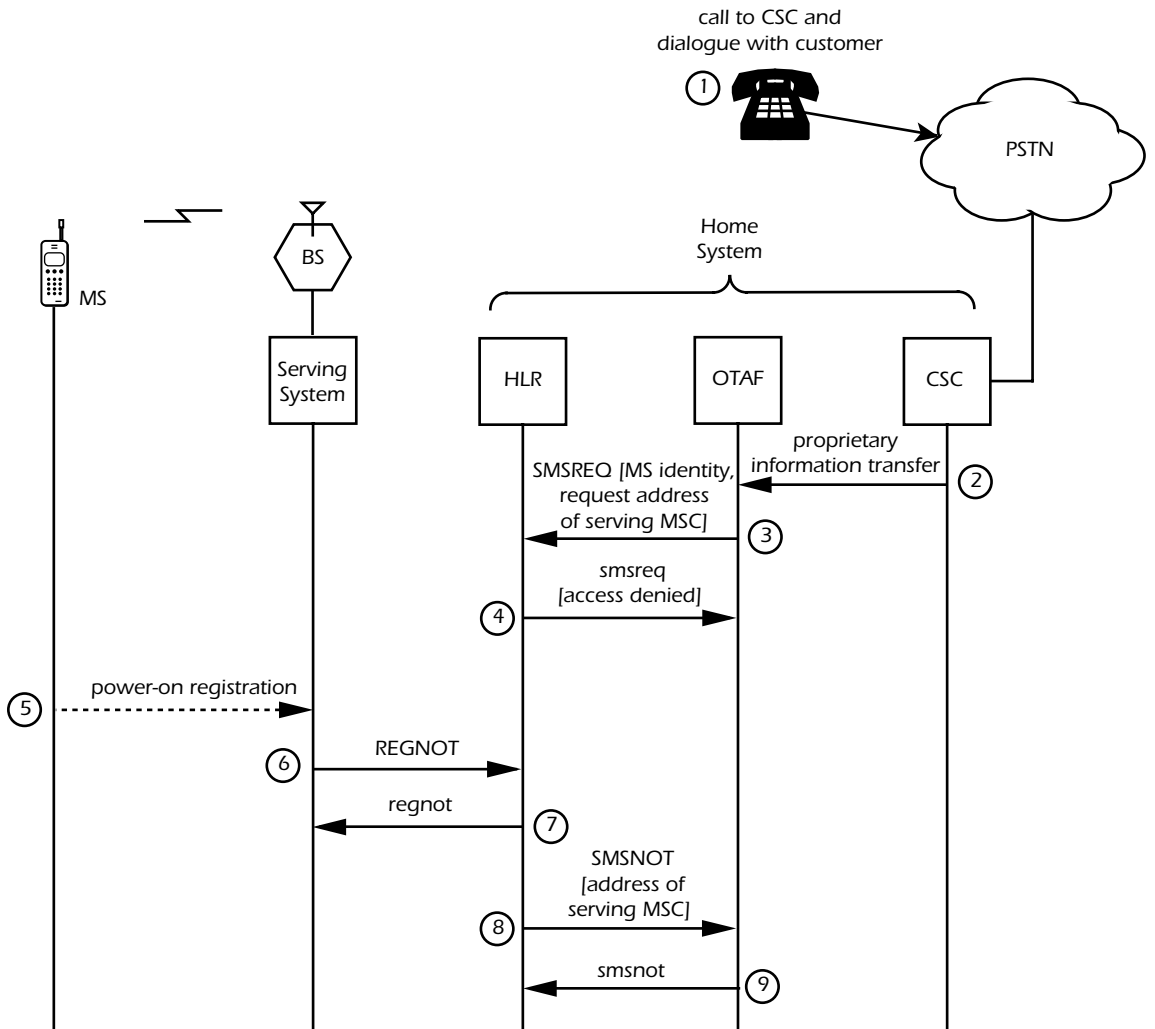 call to CSC and
dialogue with customer
1
PSTN
Home
System
BS
MS
Serving
System
HLR
OTAF
CSC
proprietary
information transfer
2
SMSREQ [MS identity,
request address
of serving MSC]
3
smsreq
[access denied]
4
power-on registration
5
REGNOT
6
regnot
7
SMSNOT
[address of
serving MSC]
8
smsnot
9